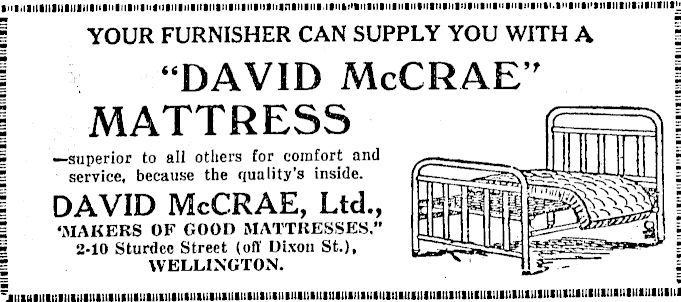 YOUR FURNISHER CAN SUPPLY YOU WITH A
"DAVID McCRAE"
MATTRESS
—superior to all others for comfort and
service, because the quality's inside.
DAVID McCRAE, Ltd.,
'MAKERS OF GOOD MATTRESSES."
2-10 Sturdee Street (off Dixon St.),
WELLINGTON.